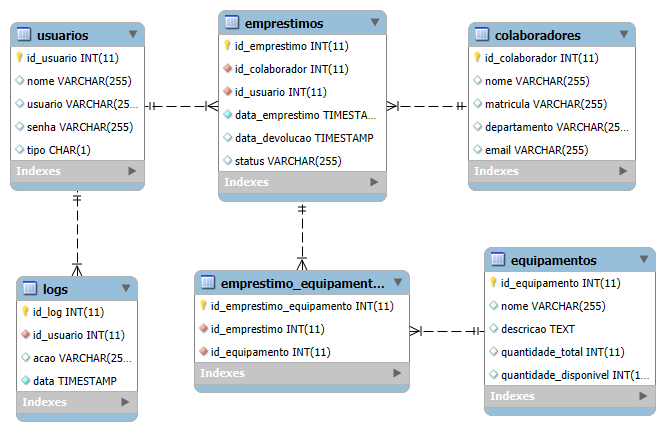 usuarios
id_usuario INT(11)
nome VARCHAR(255)
usuario VARCHAR(25...
senha VARCHAR(255)
tipo CHAR(1)
Indexes
emprestimos
id_emprestimo INT(11)
id_colaborador INT(11)
id_usuario INT(11)
data_emprestimo TIMESTA...
data_devolucao TIMESTAMP
status VARCHAR(255)
Indexes
colaboradores
id_colaborador INT(11)
nome VARCHAR(255)
matricula VARCHAR(255)
departamento VARCHAR(2...
email VARCHAR(255)
Indexes
logs
id_log INT(11)
id_usuario INT(11)
acao VARCHAR(25...
data TIMESTAMP
Indexes
emprestimo_equipament...
id_emprestimo_equipamento INT(11)
id_emprestimo INT(11)
id_equipamento INT(11)
Indexes
equipamentos
id_equipamento INT(11)
nome VARCHAR(255)
descricao TEXT
quantidade_total INT(11)
quantidade_disponivel INT(1...
Indexes